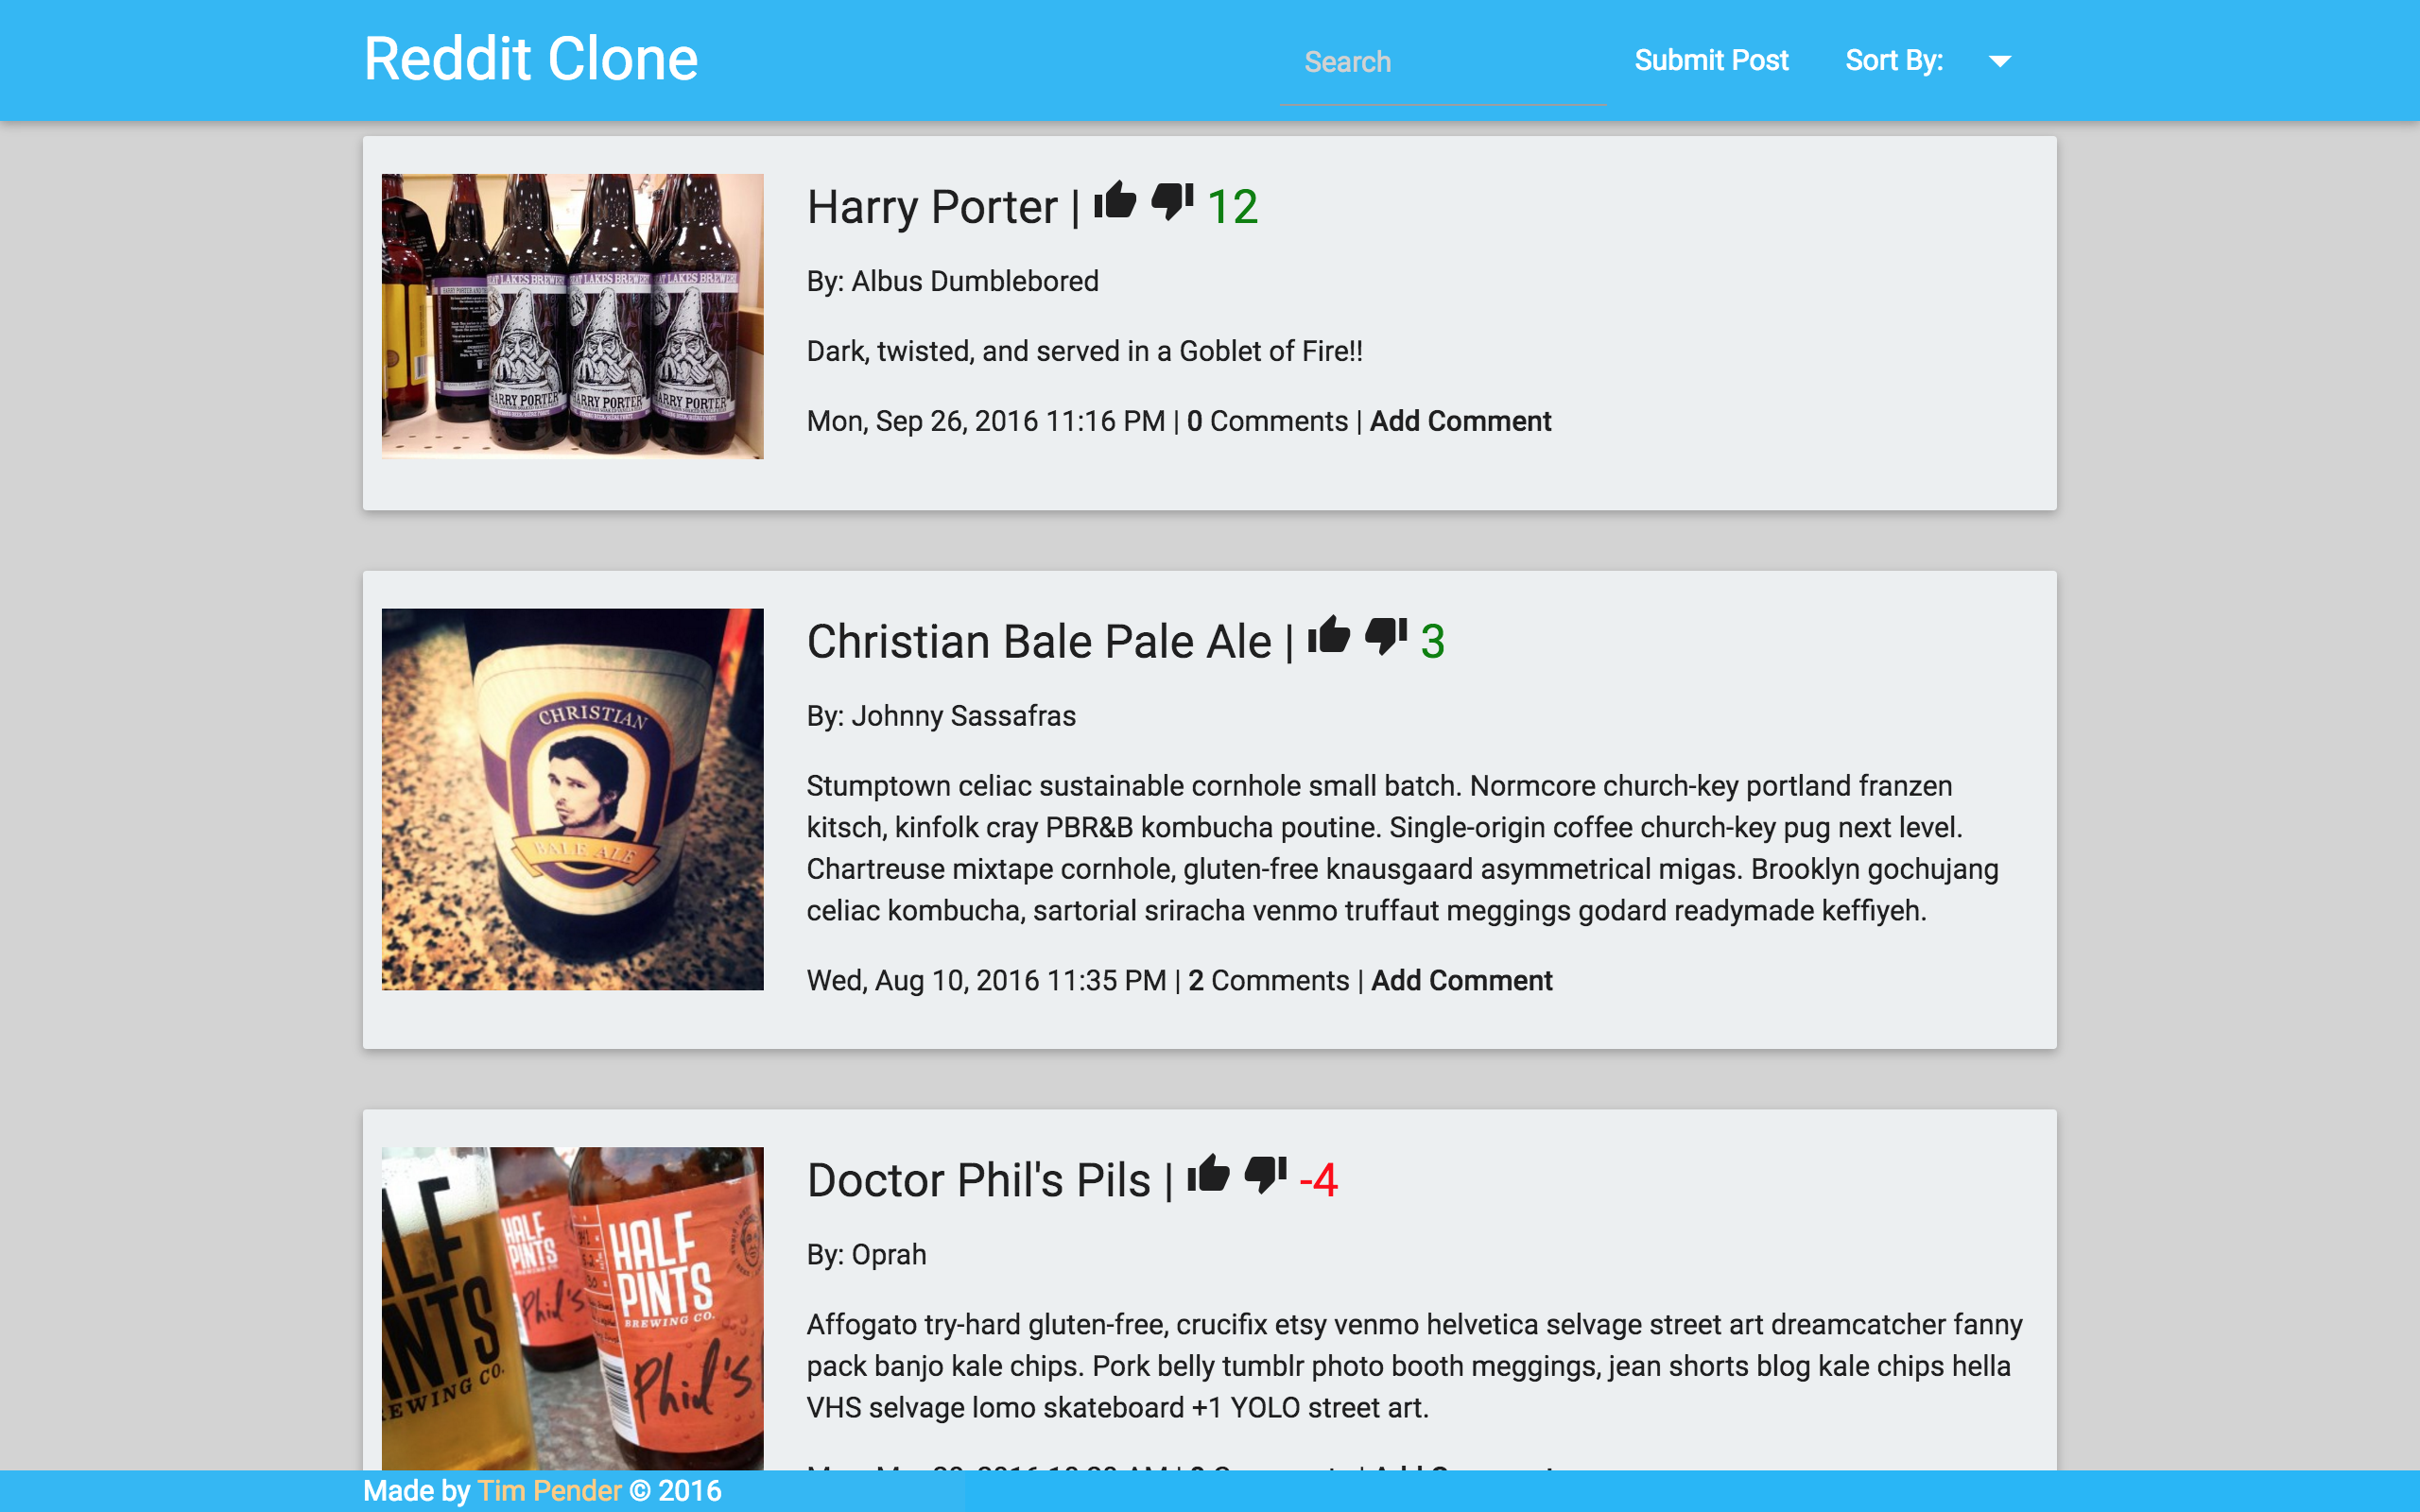 Reddit Clone
Search
Submit Post
Sort By:
Harry Porter | 12
By: Albus Dumblebored
Dark, twisted, and served in a Goblet of Fire!!
Mon, Sep 26, 2016 11:16 PM | 0 Comments | Add Comment
LAKES BREWERY
HARRY PORTER
HARRY PORTER
HARRY PORTER
Christian Bale Pale Ale | 3
By: Johnny Sassafras
Stumptown celiac sustainable cornhole small batch. Normcore church-key portland franzen
kitsch, kinfolk cray PBR&B kombucha poutine. Single-origin coffee church-key pug next level.
Chartreuse mixtape cornhole, gluten-free knausgaard asymmetrical migas. Brooklyn gochujang
celiac kombucha, sartorial sriracha venmo truffaut meggings godard readymade keffiyeh.
Wed, Aug 10, 2016 11:35 PM | 2 Comments | Add Comment
CHRISTIAN
BALE ALE
Doctor Phil's Pils | -4
By: Oprah
Affogato try-hard gluten-free, crucifix etsy venmo helvetica selvage street art dreamcatcher fanny
pack banjo kale chips. Pork belly tumblr photo booth meggings, jean shorts blog kale chips hella
VHS selvage lomo skateboard +1 YOLO street art.
HALF
PINTS
Phil's
HALF
PINTS
BREWING CO.
Phil's
Made by Tim Pender © 2016